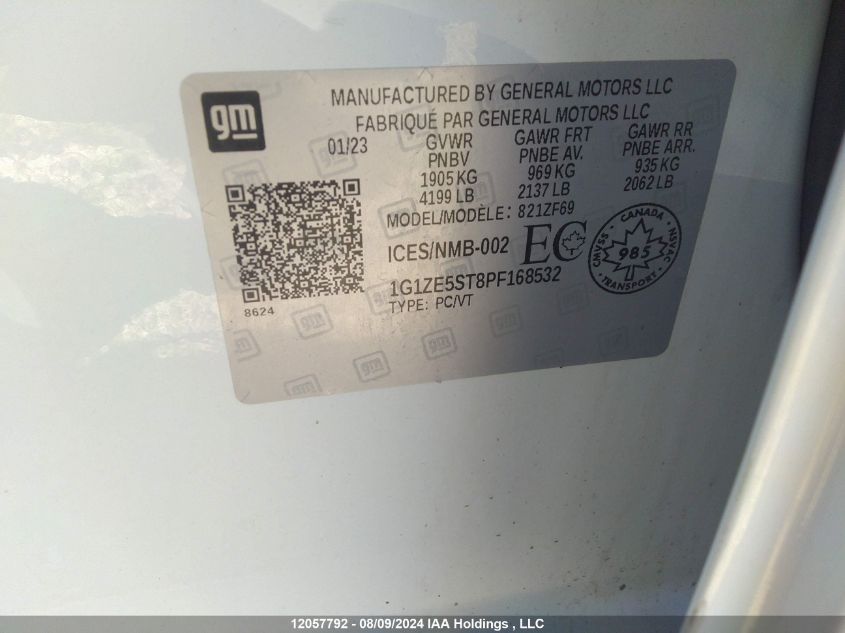 gm
MANUFACTURED BY GENERAL MOTORS LLC
FABRIQUÉ PAR GENERAL MOTORS LLC
01/23 GVWR GAWR FRT GAWR RR
PNBV PNBE AV. PNBE ARR.
1905 KG 969 KG 935 KG
4199 LB 2137 LB 2062 LB
MODEL/MODÈLE: 821ZF69
ICES/NMB-002 EC
CANADA
CMVSS 985 NSVAC
TRANSPORT
1G1ZE5ST8PF168532
TYPE: PC/VT
8624
12057792 - 08/09/2024 IAA Holdings , LLC